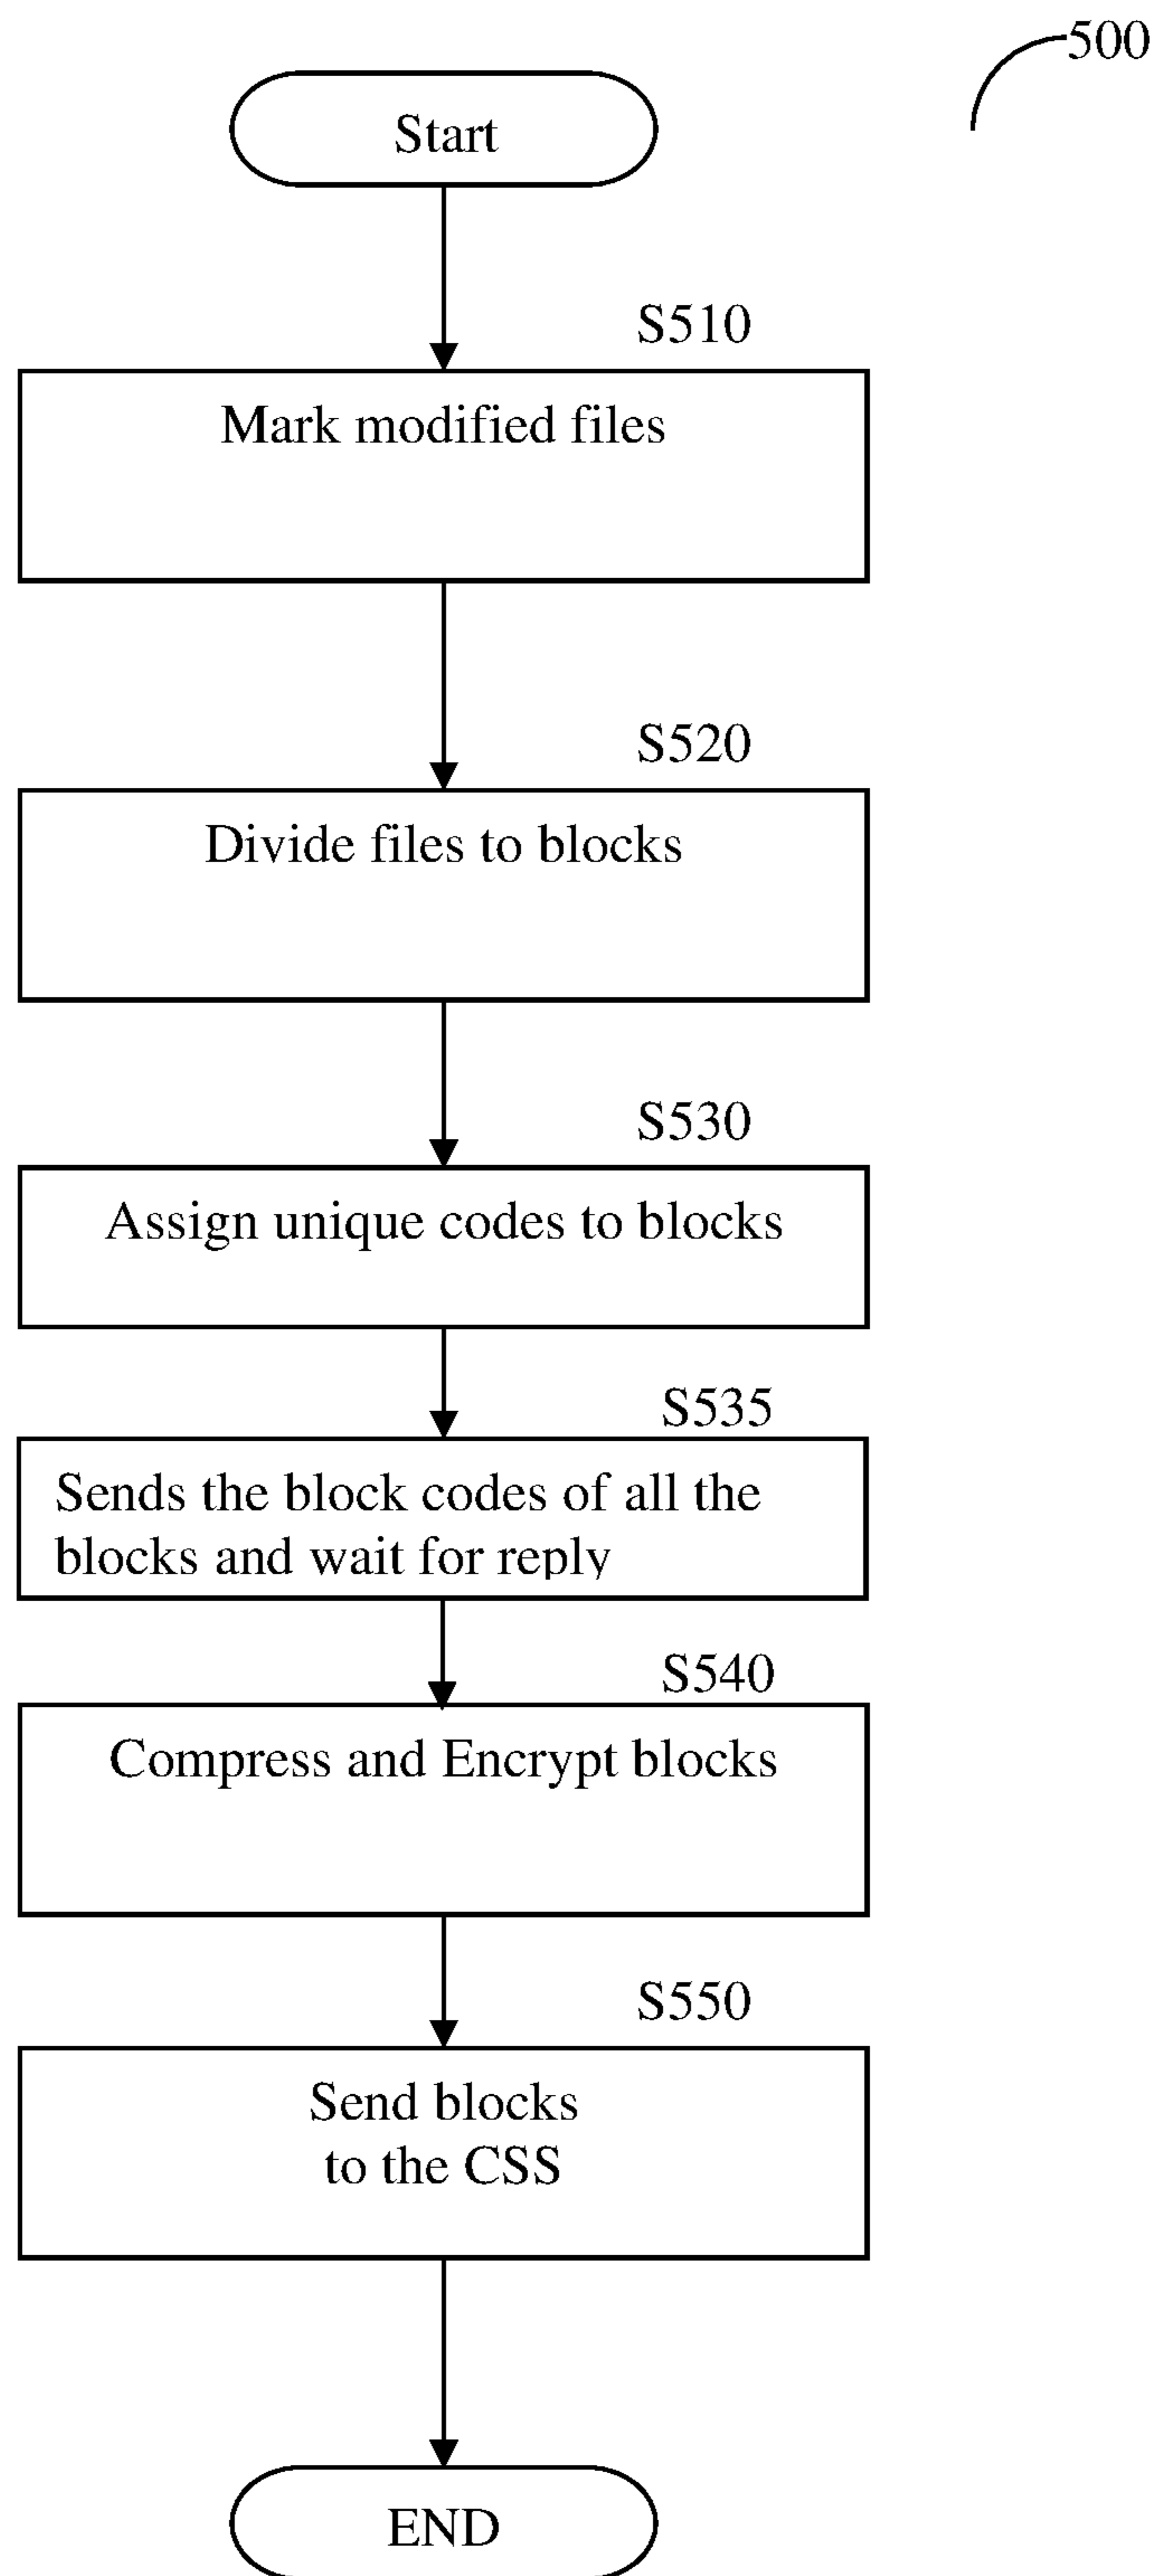 500
Start
S510
Mark modified files
S520
Divide files to blocks
S530
Assign unique codes to blocks
S535
Sends the block codes of all the
blocks and wait for reply
S540
Compress and Encrypt blocks
S550
Send blocks
to the CSS
END